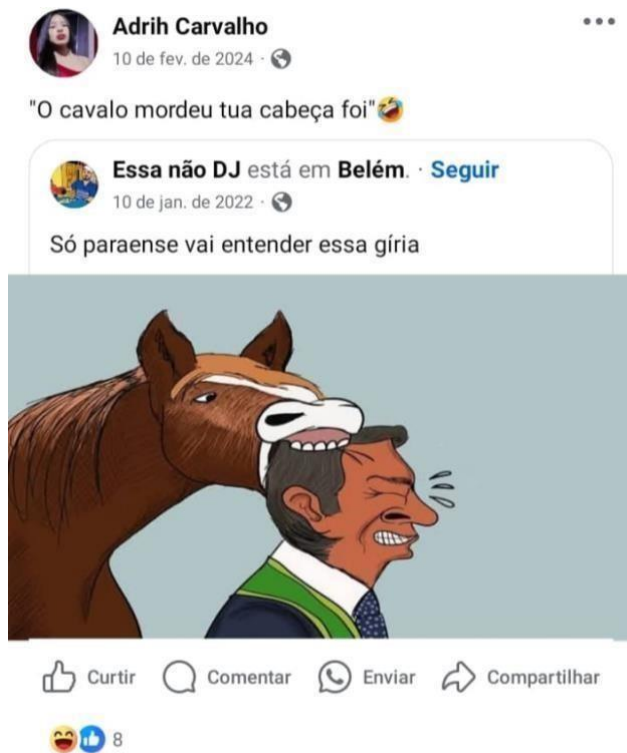 Adrih Carvalho
10 de fev. de 2024 ·
"O cavalo mordeu tua cabeça foi"🤣
Essa não DJ está em Belém. · Seguir
10 de jan. de 2022 ·
Só paraense vai entender essa gíria
Curtir Comentar Enviar Compartilhar
8